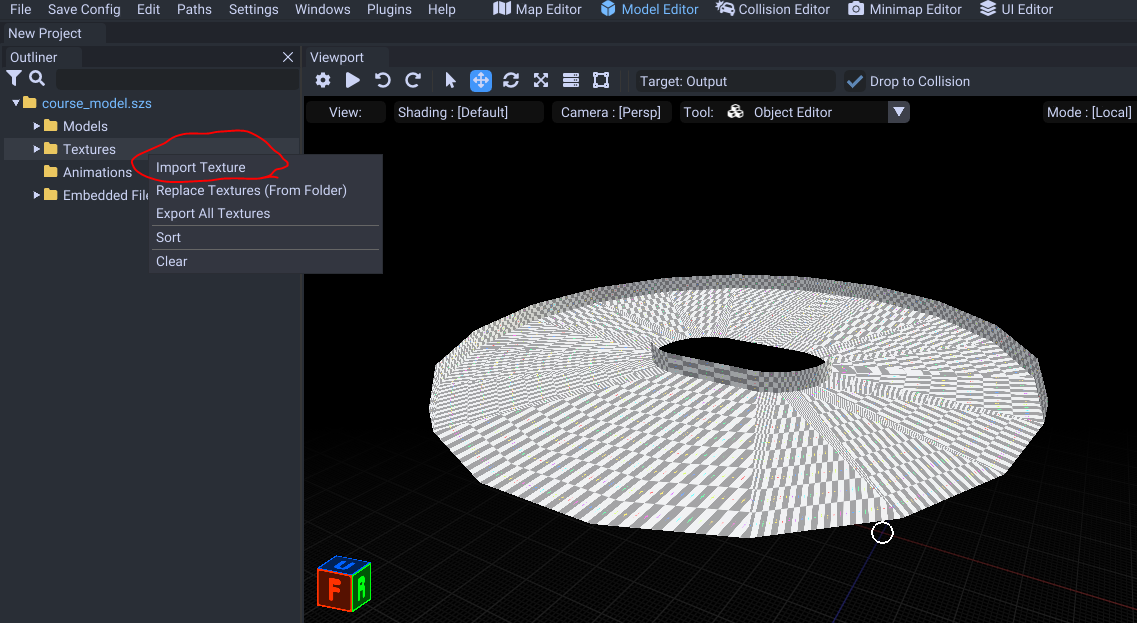 File Save Config Edit Paths Settings Windows Plugins Help Map Editor Model Editor Collision Editor Minimap Editor UI Editor
New Project
Outliner Viewport
Target: Output Drop to Collision
course_model.szs
View: Shading : [Default] Camera : [Persp] Tool: Object Editor Mode : [Local]
Models
Textures
Import Texture
Animations
Replace Textures (From Folder)
Embedded File
Export All Textures
Sort
Clear
U
F R